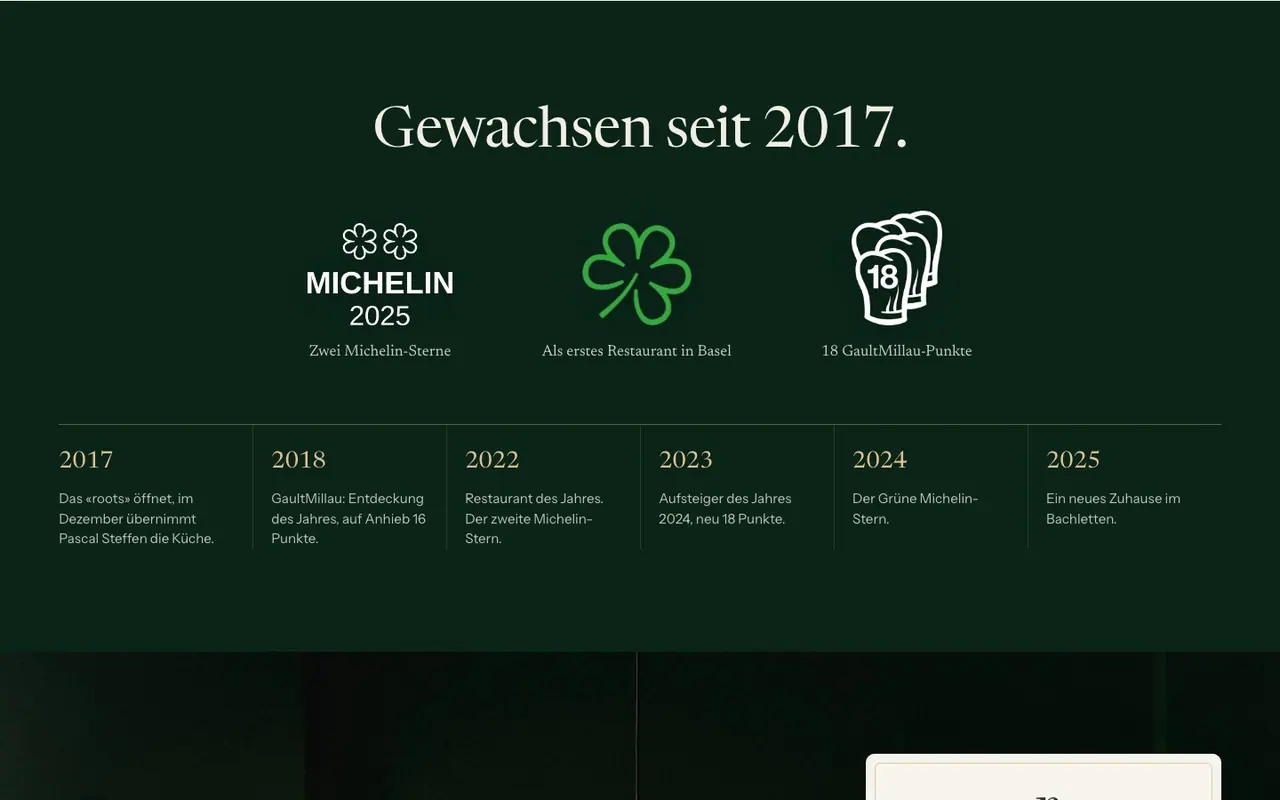 Gewachsen seit 2017.
MICHELIN
2025
18
Zwei Michelin-Sterne
Als erstes Restaurant in Basel
18 GaultMillau-Punkte
2017
Das «roots» öffnet, im
Dezember übernimmt
Pascal Steffen die Küche.
2018
GaultMillau: Entdeckung
des Jahres, auf Anhieb 16
Punkte.
2022
Restaurant des Jahres.
Der zweite Michelin-
Stern.
2023
Aufsteiger des Jahres
2024, neu 18 Punkte.
2024
Der Grüne Michelin-
Stern.
2025
Ein neues Zuhause im
Bachletten.